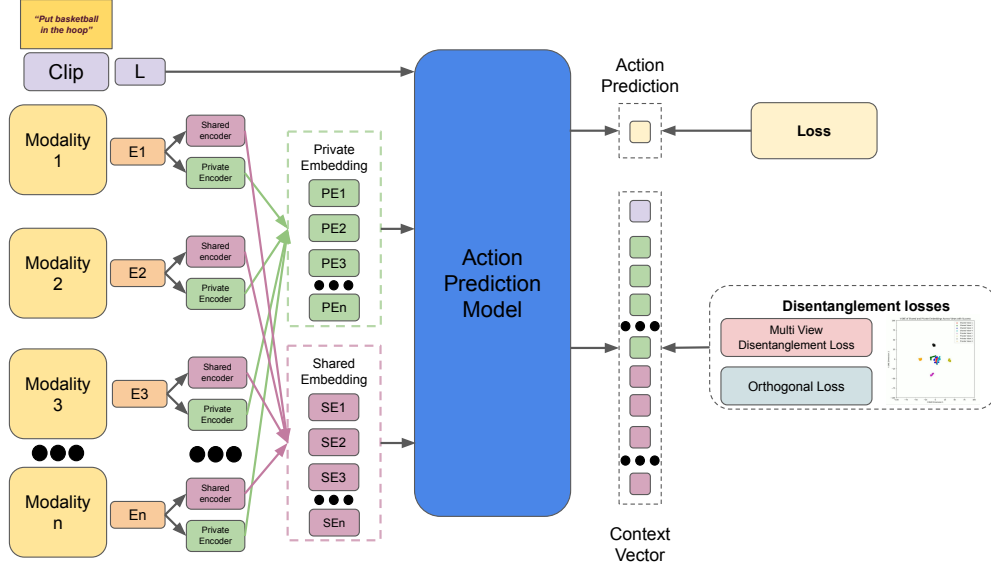 "Put basketball
in the hoop"
Clip
L
Modality
1
E1
Shared
encoder
Private
Encoder
Modality
2
E2
Shared
encoder
Private
Encoder
Modality
3
E3
Shared
encoder
Private
Encoder
Modality
n
En
Shared
encoder
Private
Encoder
Private
Embedding
PE1
PE2
PE3
PEn
Shared
Embedding
SE1
SE2
SE3
SEn
Action
Prediction
Model
Action
Prediction
Loss
Context
Vector
Disentanglement losses
Multi View
Disentanglement Loss
Orthogonal Loss